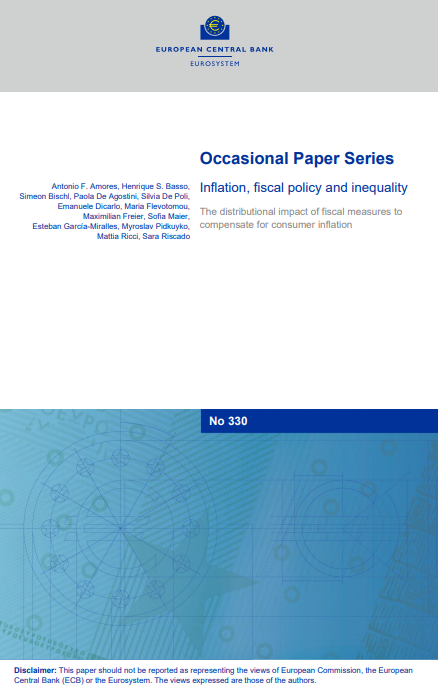 EUROPEAN CENTRAL BANK
EUROSYSTEM
Occasional Paper Series
Antonio F. Amores, Henrique S. Basso,
Simeon Bischl, Paola De Agostini, Silvia De Poli,
Emanuele Dicarlo, Maria Flevotomou,
Maximilian Freier, Sofia Maier,
Esteban García-Miralles, Myroslav Pidkuyko,
Mattia Ricci, Sara Riscado
Inflation, fiscal policy and inequality
The distributional impact of fiscal measures to
compensate for consumer inflation
No 330
Disclaimer: This paper should not be reported as representing the views of European Commission, the European
Central Bank (ECB) or the Eurosystem. The views expressed are those of the authors.